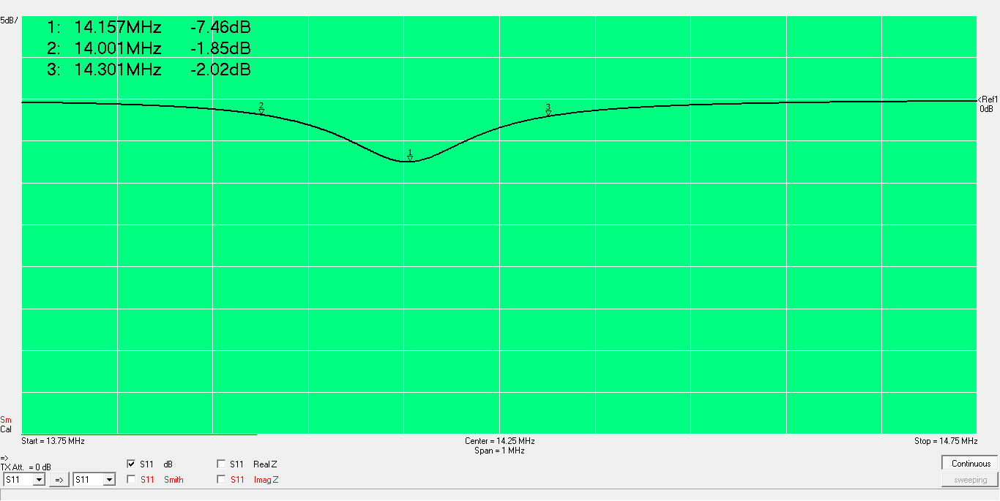 5dB/
1: 14.157MHz -7.46dB
2: 14.001MHz -1.85dB
3: 14.301MHz -2.02dB
<Ref1
0dB
2
3
1
Sm
Cal
Start = 13.75 MHz
Center = 14.25 MHz
Stop = 14.75 MHz
Span = 1 MHz
=>
TX Att. = 0 dB
S11 dB
S11 Real Z
Continuous
S11 => S11
S11 Smith
S11 Imag Z
sweeping